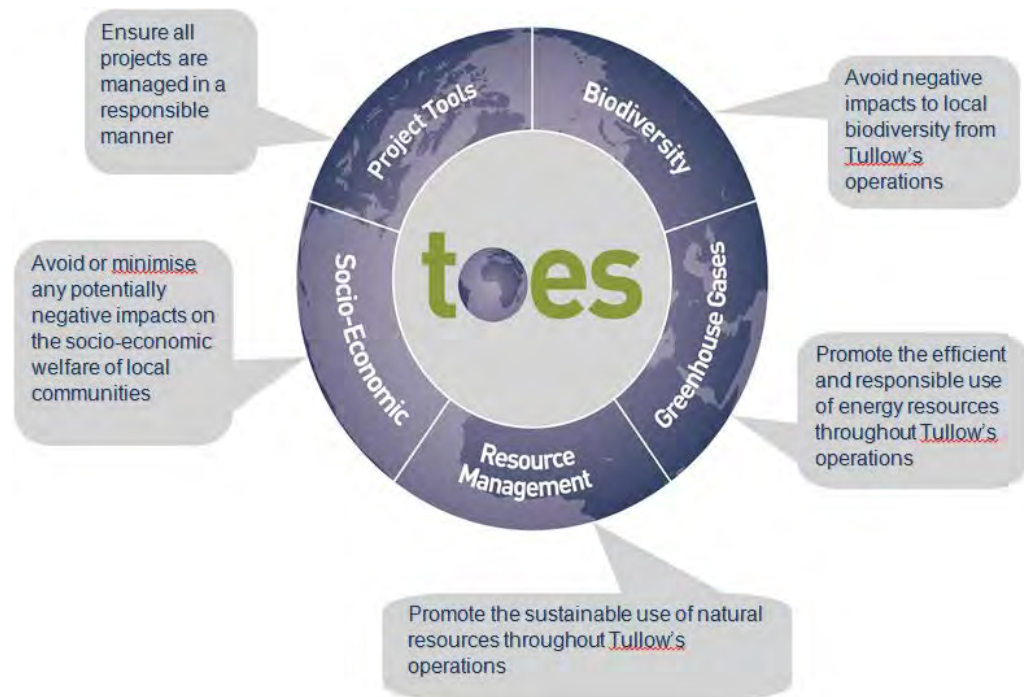 Ensure all
projects are
managed in a
responsible
manner
Project Tools
Biodiversity
Avoid negative
impacts to local
biodiversity from
Tullow's
operations
toes
Avoid or minimise
any potentially
negative impacts on
the socio-economic
welfare of local
communities
Socio-Economic
Greenhouse Gases
Promote the efficient
and responsible use
of energy resources
throughout Tullow's
operations
Resource
Management
Promote the sustainable use of natural
resources throughout Tullow's
operations